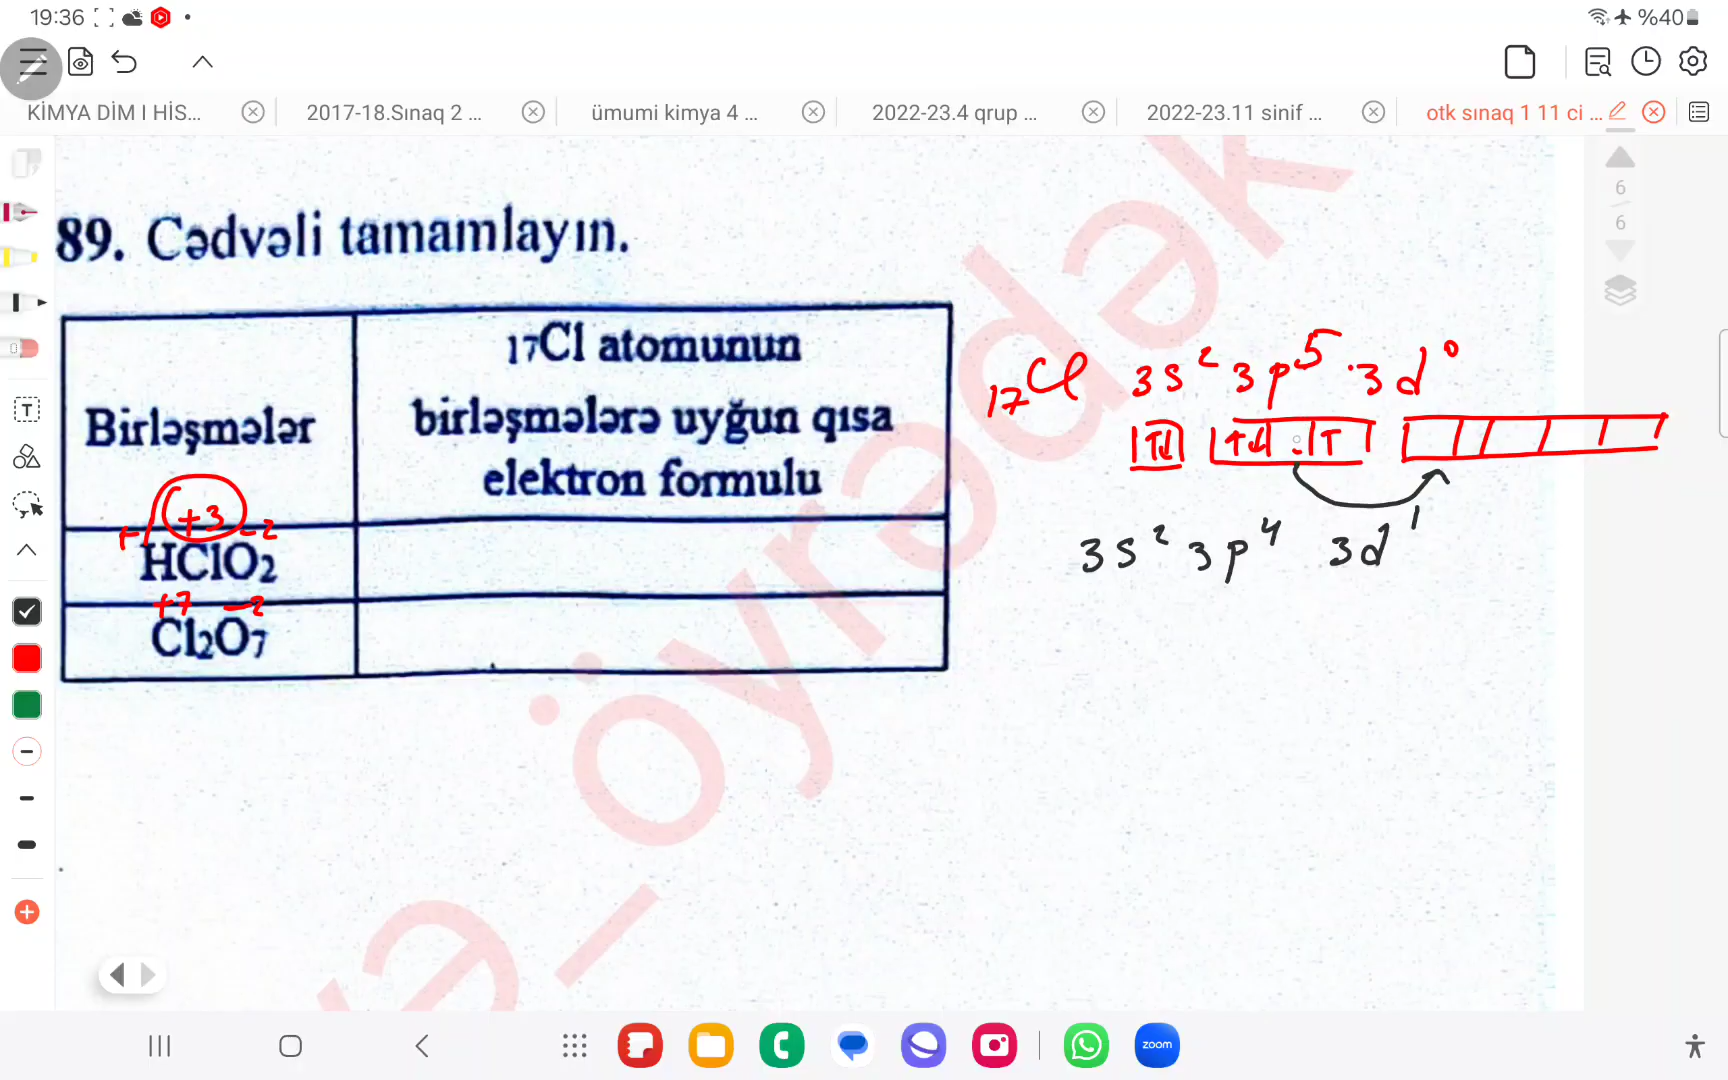 19:36 %40
KİMYA DİM I HİS... 2017-18.Sınaq 2 ... ümumi kimya 4 ... 2022-23.4 qrup ... 2022-23.11 sinif ... otk sınaq 1 11 ci ...
6
6
89. Cədvəli tamamlayın.
Birləşmələr
17Cl atomunun
birləşmələrə uyğun qısa
elektron formulu
+ +3 -2
HClO2
+7 -2
Cl2O7
17Cl 3s² 3p⁵ 3d⁰
3s² 3p⁴ 3d¹
ə_öyrədək
T
zoom